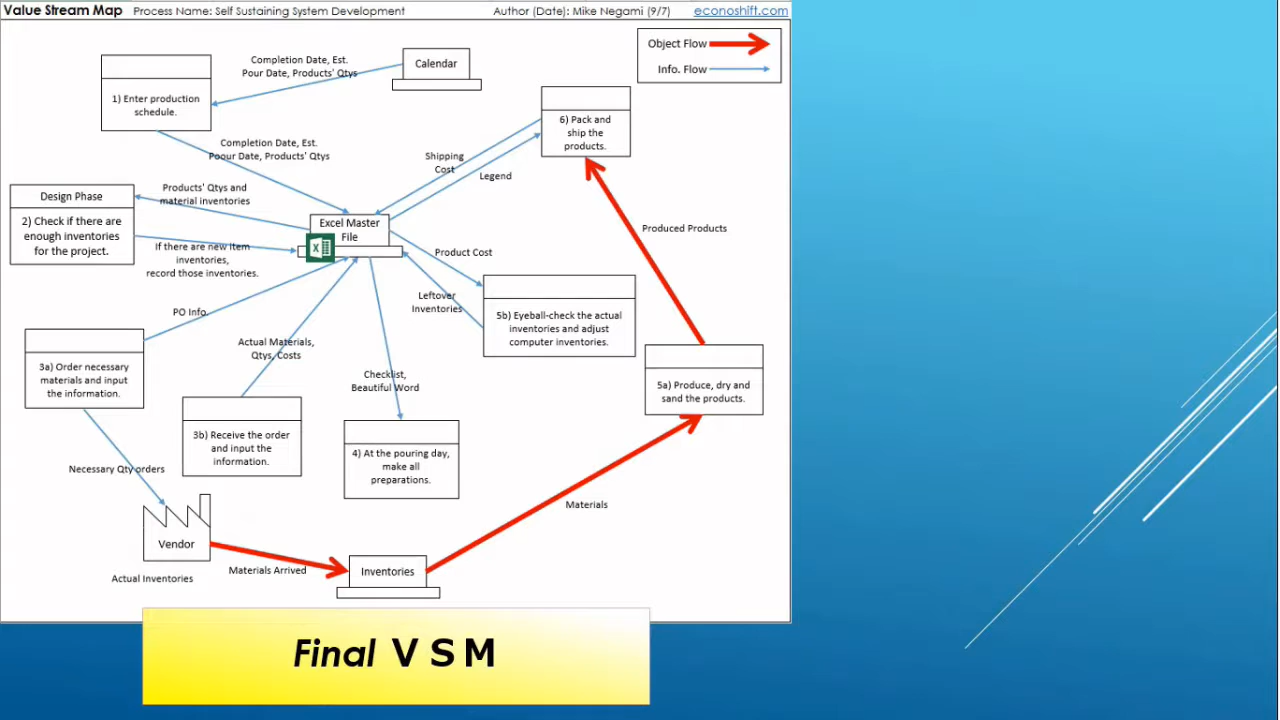 Value Stream Map Process Name: Self Sustaining System Development Author (Date): Mike Negami (9/7) econoshift.com
Object Flow
Info. Flow
Calendar
Completion Date, Est.
Pour Date, Products' Qtys
1) Enter production
schedule.
6) Pack and
ship the
products.
Completion Date, Est.
Poour Date, Products' Qtys
Shipping
Cost
Legend
Design Phase
2) Check if there are
enough inventories
for the project.
Products' Qtys and
material inventories
Excel Master
File
X
If there are new item
inventories,
record those inventories.
Produced Products
Product Cost
Leftover
Inventories
5b) Eyeball-check the actual
inventories and adjust
computer inventories.
PO Info.
3a) Order necessary
materials and input
the information.
Actual Materials,
Qtys, Costs
Checklist,
Beautiful Word
5a) Produce, dry and
sand the products.
3b) Receive the order
and input the
information.
4) At the pouring day,
make all
preparations.
Necessary Qty orders
Materials
Vendor
Actual Inventories
Materials Arrived
Inventories
Final V S M